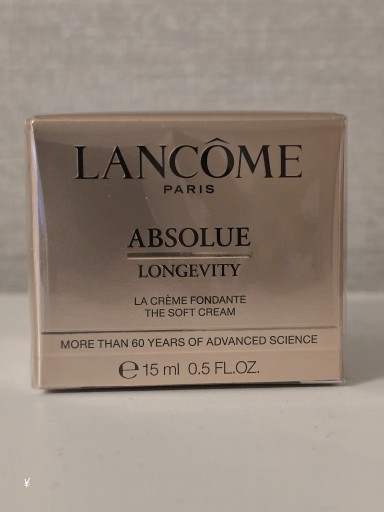 LANCÔME
PARIS
ABSOLUE
LONGEVITY
LA CRÈME FONDANTE
THE SOFT CREAM
MORE THAN 60 YEARS OF ADVANCED SCIENCE
℮ 15 ml 0.5 FL.OZ.
¥